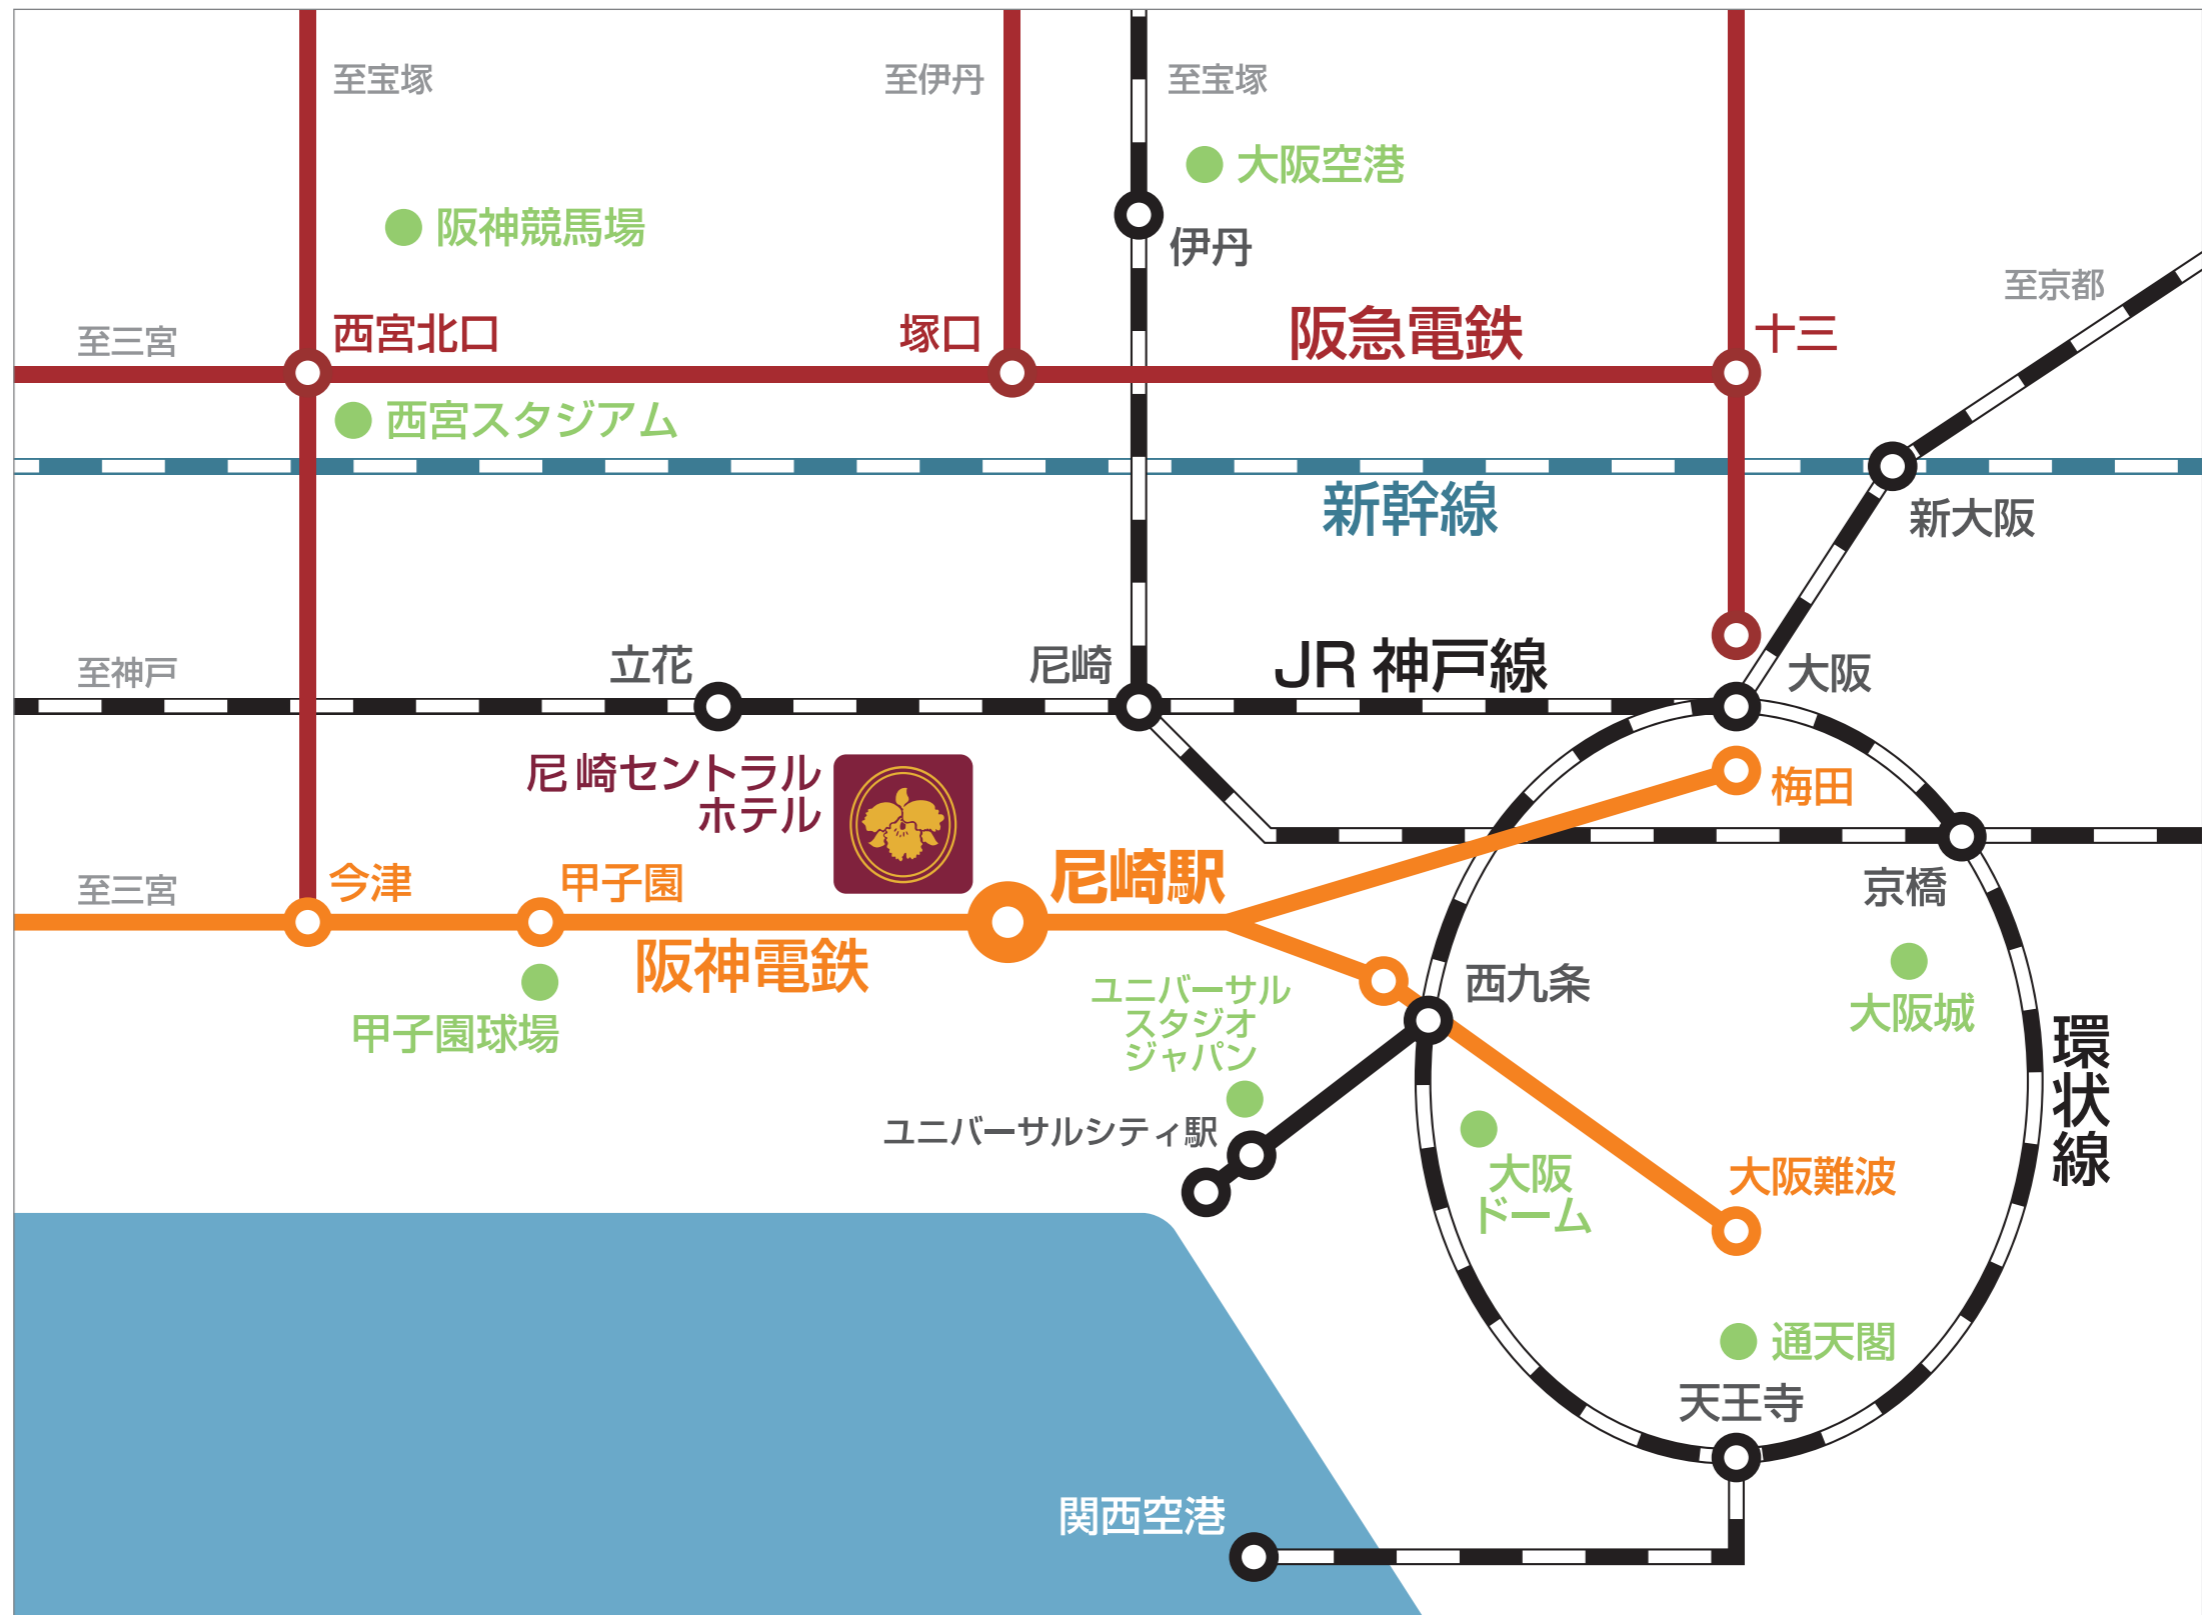 至宝塚
至伊丹
至宝塚
大阪空港
阪神競馬場
伊丹
至京都
至三宮
西宮北口
塚口
阪急電鉄
十三
西宮スタジアム
新幹線
新大阪
至神戸
立花
尼崎
JR 神戸線
大阪
尼崎セントラル
ホテル
梅田
至三宮
今津
甲子園
尼崎駅
京橋
阪神電鉄
西九条
大阪城
甲子園球場
ユニバーサル
スタジオ
ジャパン
環状線
ユニバーサルシティ駅
大阪
ドーム
大阪難波
通天閣
天王寺
関西空港